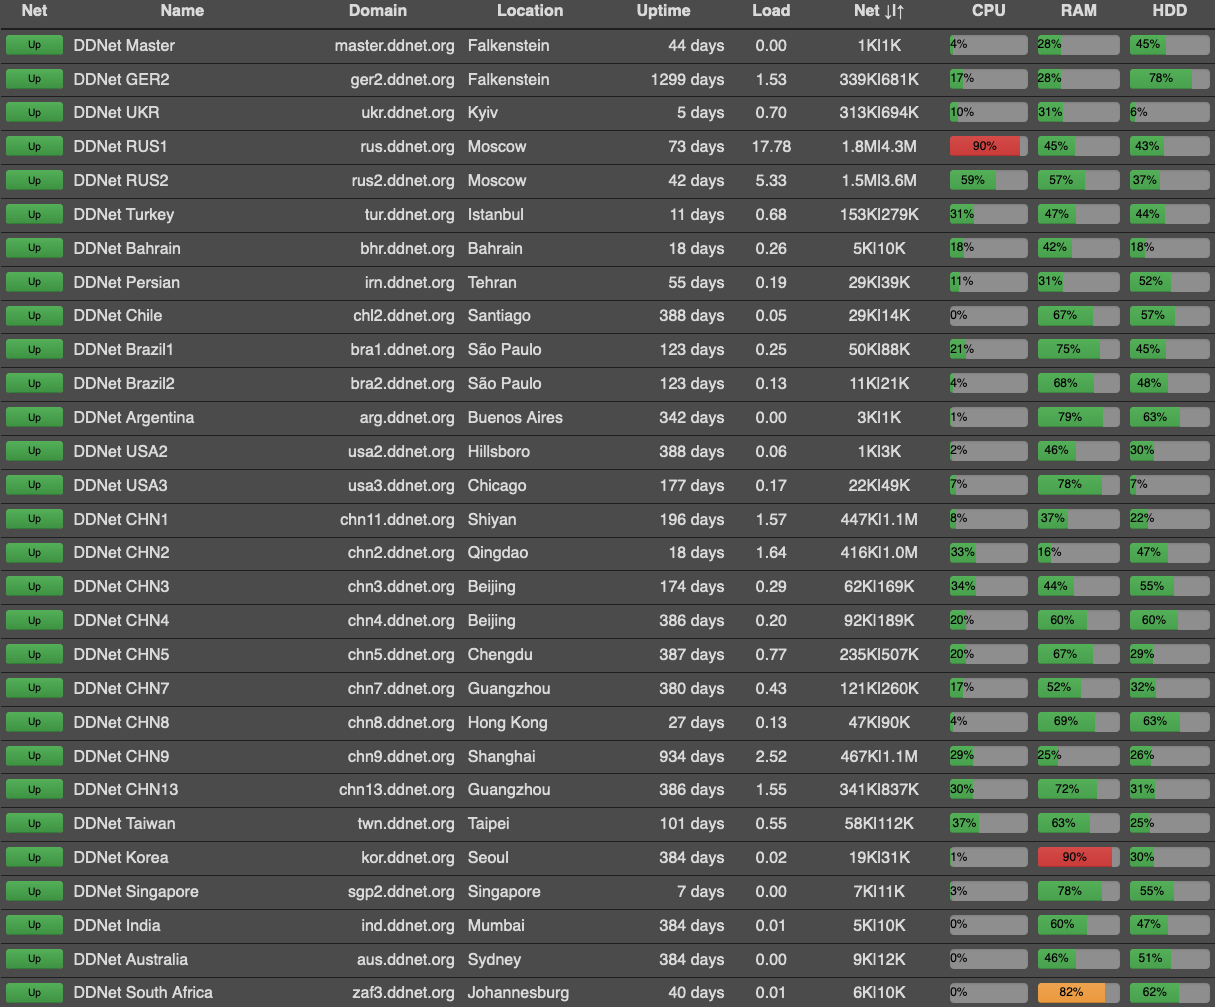 Net Name Domain Location Uptime Load Net ↓|↑ CPU RAM HDD
Up DDNet Master master.ddnet.org Falkenstein 44 days 0.00 1K|1K 4% 28% 45%
Up DDNet GER2 ger2.ddnet.org Falkenstein 1299 days 1.53 339K|681K 17% 28% 78%
Up DDNet UKR ukr.ddnet.org Kyiv 5 days 0.70 313K|694K 10% 31% 6%
Up DDNet RUS1 rus.ddnet.org Moscow 73 days 17.78 1.8M|4.3M 90% 45% 43%
Up DDNet RUS2 rus2.ddnet.org Moscow 42 days 5.33 1.5M|3.6M 59% 57% 37%
Up DDNet Turkey tur.ddnet.org Istanbul 11 days 0.68 153K|279K 31% 47% 44%
Up DDNet Bahrain bhr.ddnet.org Bahrain 18 days 0.26 5K|10K 18% 42% 18%
Up DDNet Persian irn.ddnet.org Tehran 55 days 0.19 29K|39K 11% 31% 52%
Up DDNet Chile chl2.ddnet.org Santiago 388 days 0.05 29K|14K 0% 67% 57%
Up DDNet Brazil1 bra1.ddnet.org São Paulo 123 days 0.25 50K|88K 21% 75% 45%
Up DDNet Brazil2 bra2.ddnet.org São Paulo 123 days 0.13 11K|21K 4% 68% 48%
Up DDNet Argentina arg.ddnet.org Buenos Aires 342 days 0.00 3K|1K 1% 79% 63%
Up DDNet USA2 usa2.ddnet.org Hillsboro 388 days 0.06 1K|3K 2% 46% 30%
Up DDNet USA3 usa3.ddnet.org Chicago 177 days 0.17 22K|49K 7% 78% 7%
Up DDNet CHN1 chn11.ddnet.org Shiyan 196 days 1.57 447K|1.1M 8% 37% 22%
Up DDNet CHN2 chn2.ddnet.org Qingdao 18 days 1.64 416K|1.0M 33% 16% 47%
Up DDNet CHN3 chn3.ddnet.org Beijing 174 days 0.29 62K|169K 34% 44% 55%
Up DDNet CHN4 chn4.ddnet.org Beijing 386 days 0.20 92K|189K 20% 60% 60%
Up DDNet CHN5 chn5.ddnet.org Chengdu 387 days 0.77 235K|507K 20% 67% 29%
Up DDNet CHN7 chn7.ddnet.org Guangzhou 380 days 0.43 121K|260K 17% 52% 32%
Up DDNet CHN8 chn8.ddnet.org Hong Kong 27 days 0.13 47K|90K 4% 69% 63%
Up DDNet CHN9 chn9.ddnet.org Shanghai 934 days 2.52 467K|1.1M 29% 25% 26%
Up DDNet CHN13 chn13.ddnet.org Guangzhou 386 days 1.55 341K|837K 30% 72% 31%
Up DDNet Taiwan twn.ddnet.org Taipei 101 days 0.55 58K|112K 37% 63% 25%
Up DDNet Korea kor.ddnet.org Seoul 384 days 0.02 19K|31K 1% 90% 30%
Up DDNet Singapore sgp2.ddnet.org Singapore 7 days 0.00 7K|11K 3% 78% 55%
Up DDNet India ind.ddnet.org Mumbai 384 days 0.01 5K|10K 0% 60% 47%
Up DDNet Australia aus.ddnet.org Sydney 384 days 0.00 9K|12K 0% 46% 51%
Up DDNet South Africa zaf3.ddnet.org Johannesburg 40 days 0.01 6K|10K 0% 82% 62%